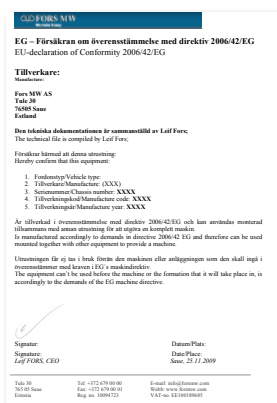 FORS MW
EG – Försäkran om överensstämmelse med direktiv 2006/42/EG
EU-declaration of Conformity 2006/42/EG
Tillverkare:
Manufacture:
Fors MW AS
Tule 30
76505 Saue
Estland
Den tekniska dokumentationen är sammanställd av Leif Fors;
The technical file is compiled by Leif Fors;
Försäkrar härmed att denna utrustning:
Hereby confirm that this equipment:
1. Fordonstyp/Vehicle type:
2. Tillverkare/Manufacture: (XXX)
3. Serienummer/Chassis number: XXXX
4. Tillverkningskod/Manufacture code: XXXX
5. Tillverkningsår/Manufacture year: XXXX
Är tillverkad i överensstämmelse med direktiv 2006/42/EG och kan användas monterad
tillsammans med annan utrustning för att utgöra en komplett maskin.
Is manufactured accordingly to demands in directive 2006/42 EG and therefore can be used
mounted together with other equipment to provide a machine.
Utrustningen får ej tas i bruk förrän den maskinen eller anläggningen som den skall ingå i
överensstämmer med kraven i EG´s maskindirektiv.
The equipment can't be used before the machine or the formation that it will take place in, is
accordingly to the demands of the EG machine directive.
Signatur: Datum/Plats:
Signature: Date/Place:
Leif FORS, CEO Saue, 25.11.2009
Tule 30 Tel: +372 679 00 00 E-mail: info@forsmw.com
765 05 Saue Fax: +372 679 00 01 Webb: www.forsmw.com
Estonia Reg. no: 10094723 VAT-no. EE100109685